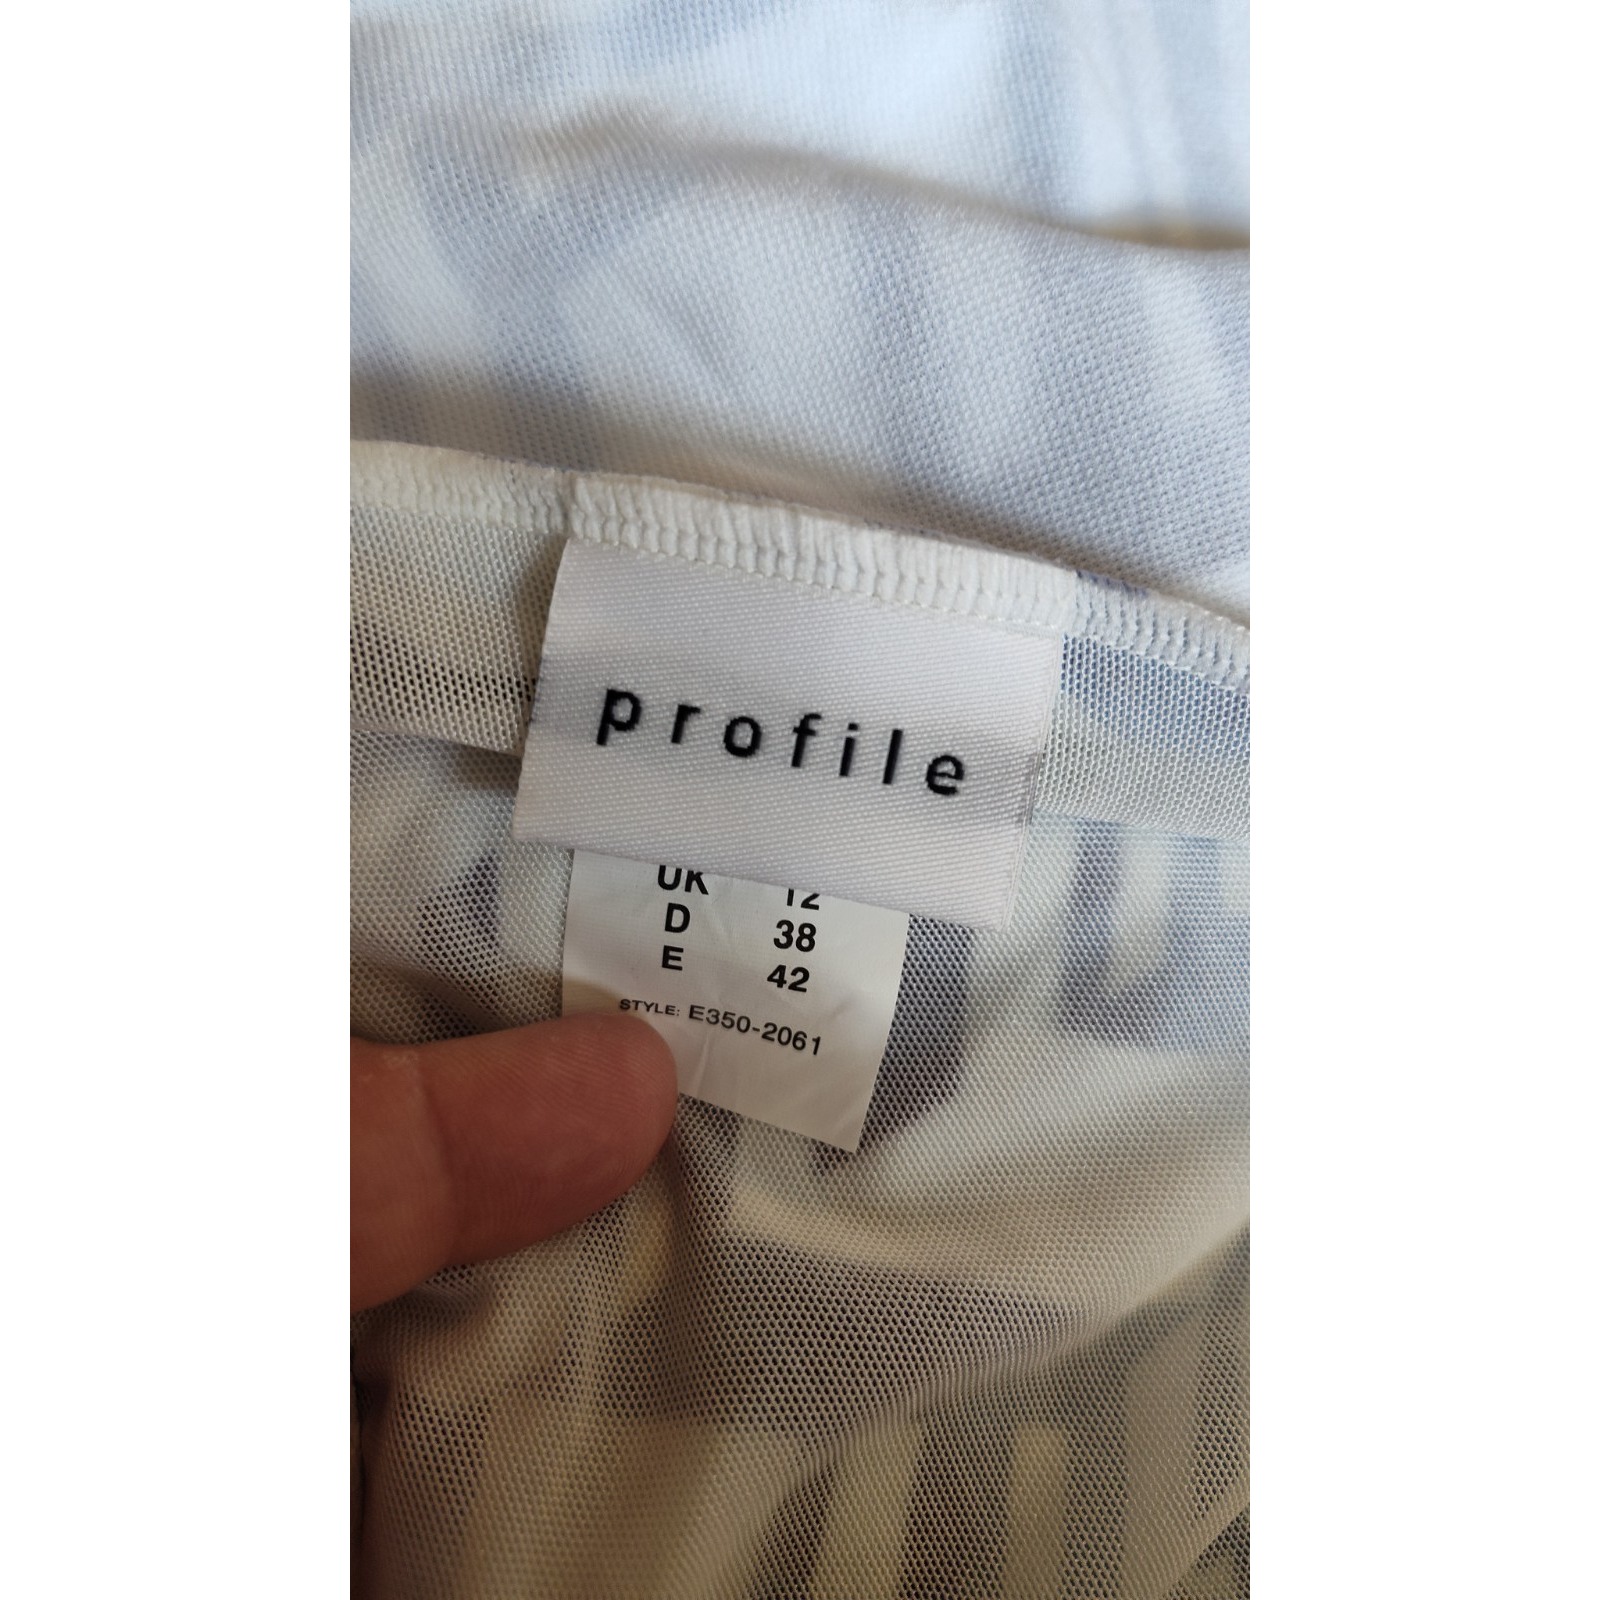 profile
UK 12
D 38
E 42
STYLE: E350-2061